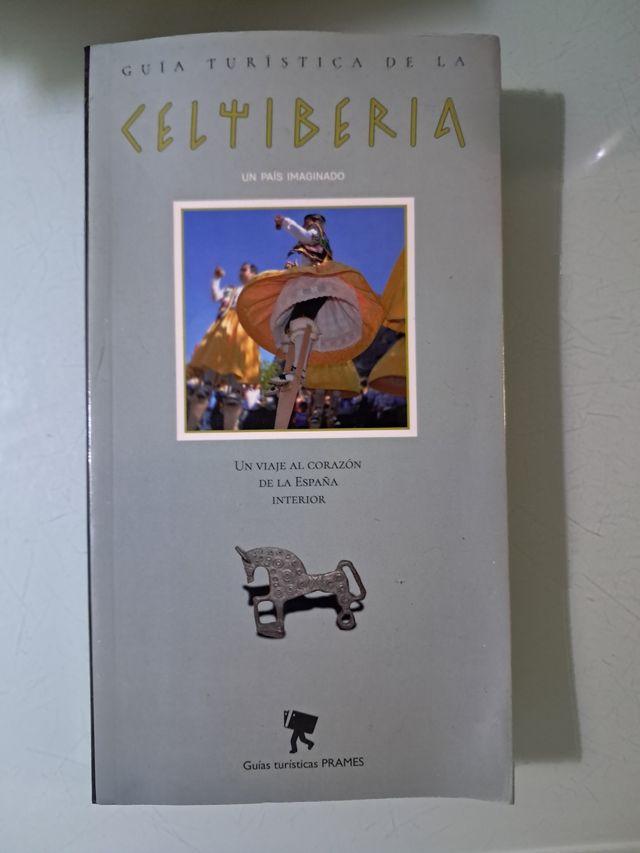 GUÍA TURÍSTICA DE LA
CELTIBERIA
UN PAÍS IMAGINADO
UN VIAJE AL CORAZÓN
DE LA ESPAÑA
INTERIOR
Guías turísticas PRAMES